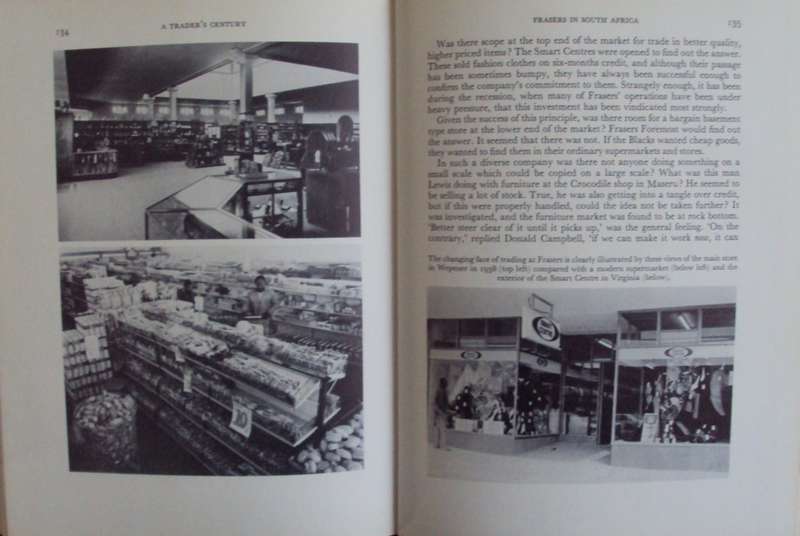 134
A TRADER'S CENTURY
FRASERS IN SOUTH AFRICA
135
Was there scope at the top end of the market for trade in better quality,
higher priced items? The Smart Centres were opened to find out the answer.
These sold fashion clothes on six-months credit, and although their passage
has been sometimes bumpy, they have always been successful enough to
confirm the company's commitment to them. Strangely enough, it has been
during the recession, when many of Frasers' operations have been under
heavy pressure, that this investment has been vindicated most strongly.
Given the success of this principle, was there room for a bargain basement
type store at the lower end of the market? Frasers Foremost would find out
the answer. It seemed that there was not. If the Blacks wanted cheap goods,
they wanted to find them in their ordinary supermarkets and stores.
In such a diverse company was there not anyone doing something on a
small scale which could be copied on a large scale? What was this man
Lewis doing with furniture at the Crocodile shop in Maseru? He seemed to
be selling a lot of stock. True, he was also getting into a tangle over credit,
but if this were properly handled, could the idea not be taken further? It
was investigated, and the furniture market was found to be at rock bottom.
'Better steer clear of it until it picks up,' was the general feeling. 'On the
contrary,' replied Donald Campbell, 'if we can make it work now, it can
The changing face of trading at Frasers is clearly illustrated by these views of the main store
in Wepener in 1958 (top left) compared with a modern supermarket (below left) and the
exterior of the Smart Centre in Virginia (below).